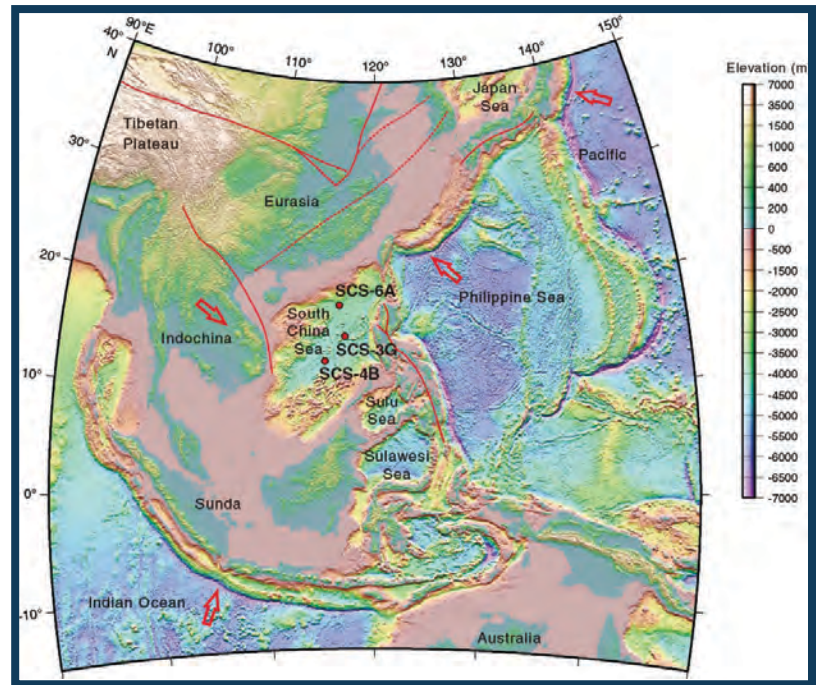 90°E
100°
110°
120°
130°
140°
150°
40°
N
30°
20°
10°
0°
-10°
Elevation (m
7000
3500
1500
1000
600
400
200
0
-500
-1500
-2000
-2500
-3000
-3500
-4000
-4500
-5000
-5500
-6000
-6500
-7000
Japan
Sea
Tibetan
Plateau
Pacific
Eurasia
SCS-6A
Philippine Sea
South
China
Sea
Indochina
SCS-3G
SCS-4B
Sulu
Sea
Sulawesi
Sea
Sunda
Indian Ocean
Australia